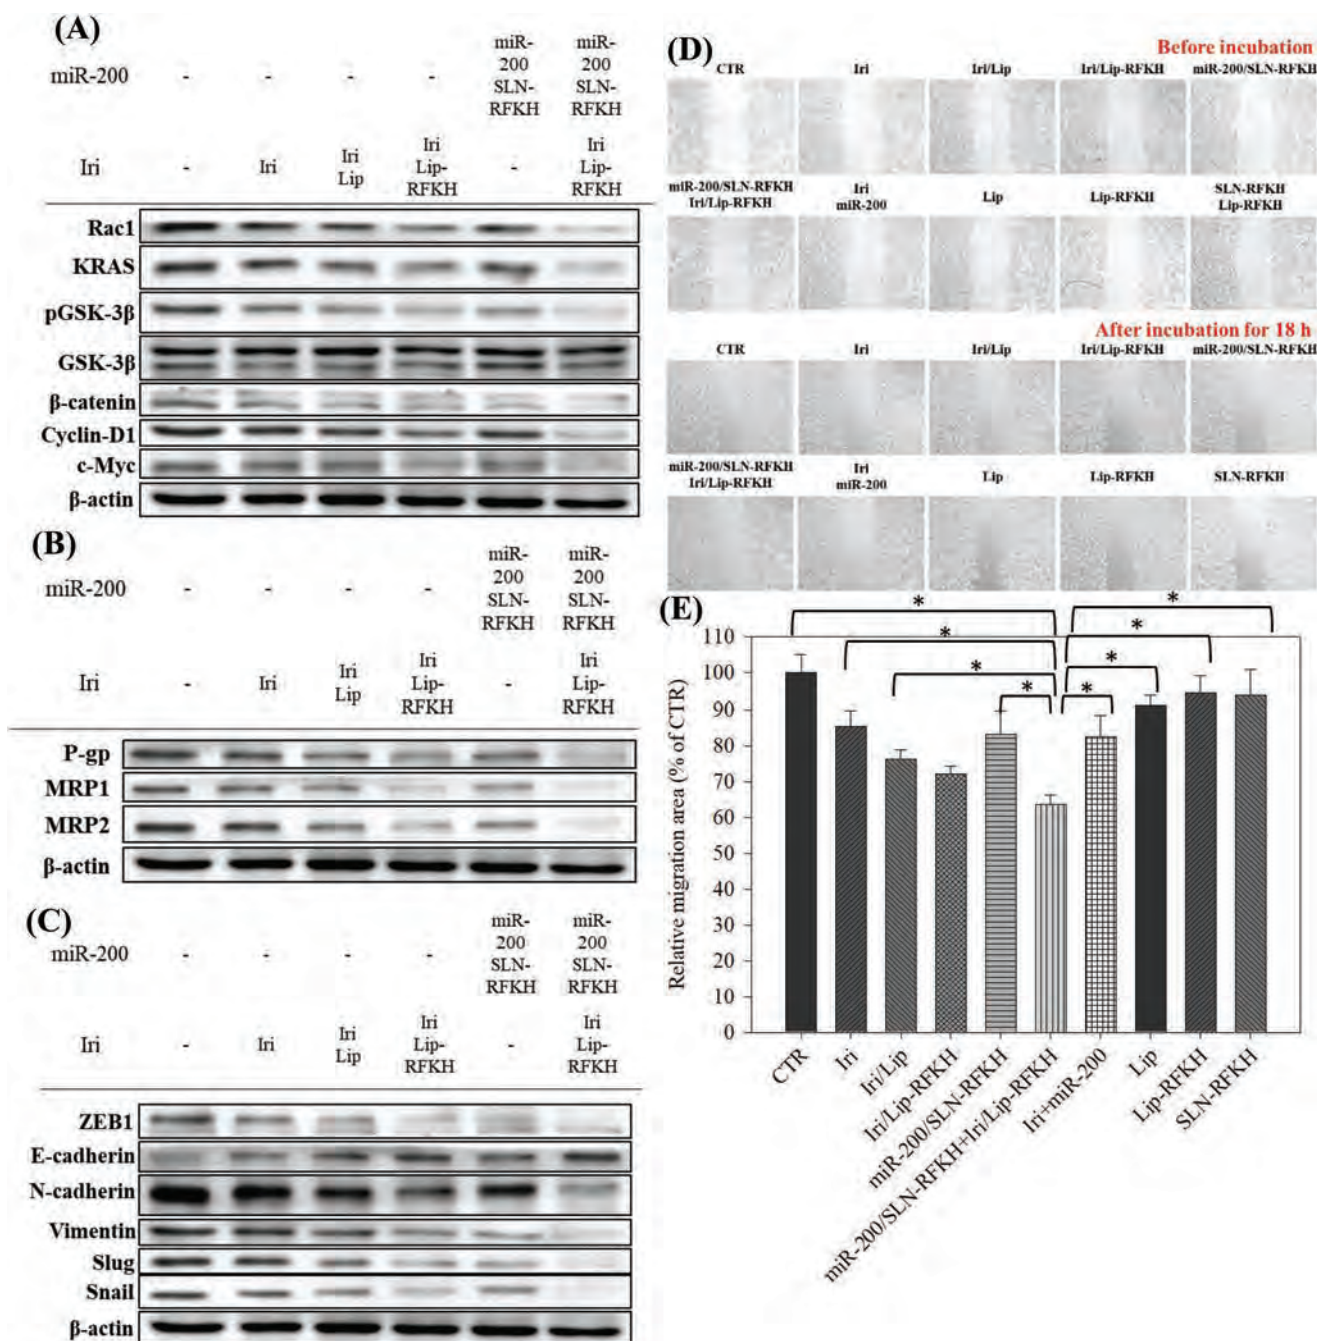 (A)
miR-200 - - - - miR-200 SLN-RFKH miR-200 SLN-RFKH
Iri - Iri Iri Lip Iri Lip-RFKH - Iri Lip-RFKH
Rac1
KRAS
pGSK-3β
GSK-3β
β-catenin
Cyclin-D1
c-Myc
β-actin
(B)
miR-200 - - - - miR-200 SLN-RFKH miR-200 SLN-RFKH
Iri - Iri Iri Lip Iri Lip-RFKH - Iri Lip-RFKH
P-gp
MRP1
MRP2
β-actin
(C)
miR-200 - - - - miR-200 SLN-RFKH miR-200 SLN-RFKH
Iri - Iri Iri Lip Iri Lip-RFKH - Iri Lip-RFKH
ZEB1
E-cadherin
N-cadherin
Vimentin
Slug
Snail
β-actin
(D)
Before incubation
CTR Iri Iri/Lip Iri/Lip-RFKH miR-200/SLN-RFKH
miR-200/SLN-RFKH Iri/Lip-RFKH Iri miR-200 Lip Lip-RFKH SLN-RFKH Lip-RFKH
After incubation for 18 h
CTR Iri Iri/Lip Iri/Lip-RFKH miR-200/SLN-RFKH
miR-200/SLN-RFKH Iri/Lip-RFKH Iri miR-200 Lip Lip-RFKH SLN-RFKH
(E)
* * * * * * * *
Relative migration area (% of CTR)
110
100
90
80
70
60
50
40
30
20
10
0
CTR
Iri
Iri/Lip
Iri/Lip-RFKH
miR-200/SLN-RFKH
miR-200/SLN-RFKH+Iri/Lip-RFKH
Iri+miR-200
Lip
Lip-RFKH
SLN-RFKH